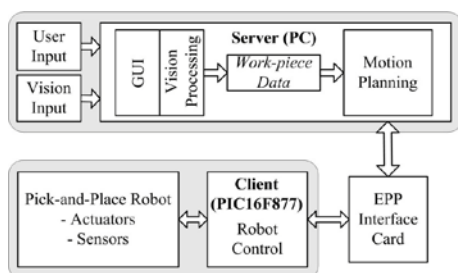 User
Input
Vision
Input
Server (PC)
GUI
Vision
Processing
Work-piece
Data
Motion
Planning
Pick-and-Place Robot
- Actuators
- Sensors
Client
(PIC16F877)
Robot
Control
EPP
Interface
Card